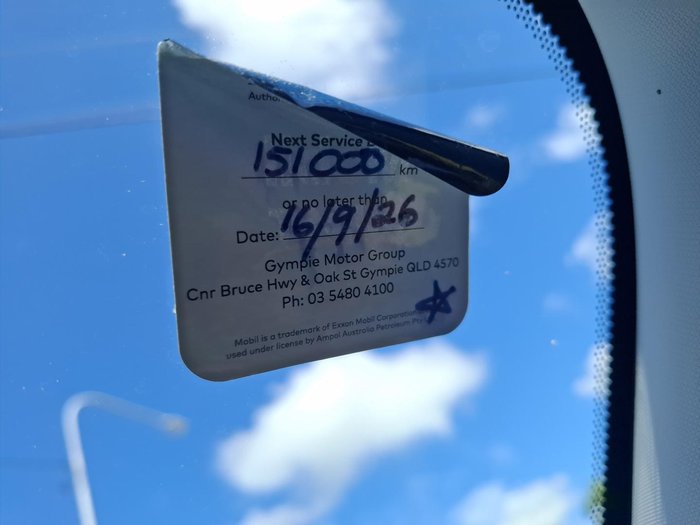 Next Service
151000 km
or no later than
Date: 16/9/26
Gympie Motor Group
Cnr Bruce Hwy & Oak St Gympie QLD 4570
Ph: 03 5480 4100
Mobil is a trademark of Exxon Mobil Corporation
used under license by Ampol Australia Petroleum Pty